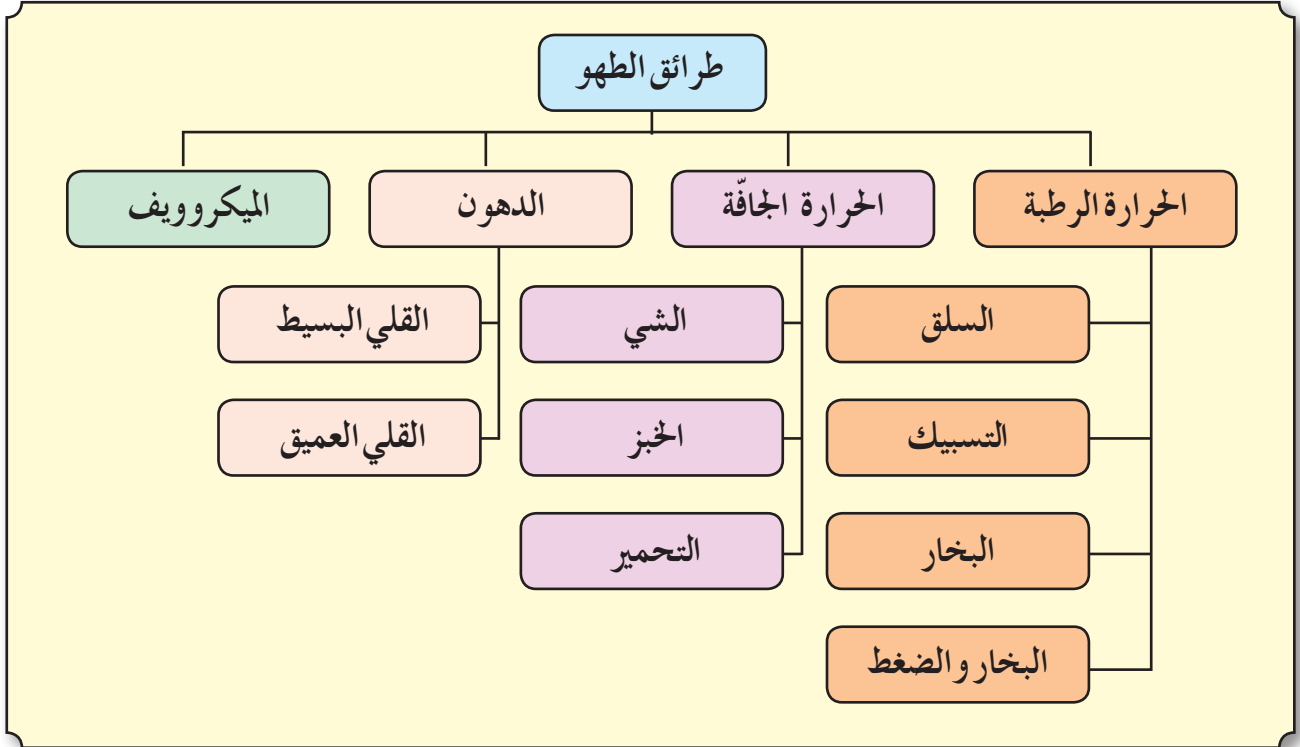 طرائق الطهو
الحرارة الرطبة
الحرارة الجافّة
الدهون
الميكروويف
السلق
الشي
القلي البسيط
التسبيك
الخبز
القلي العميق
البخار
التحمير
البخار والضغط